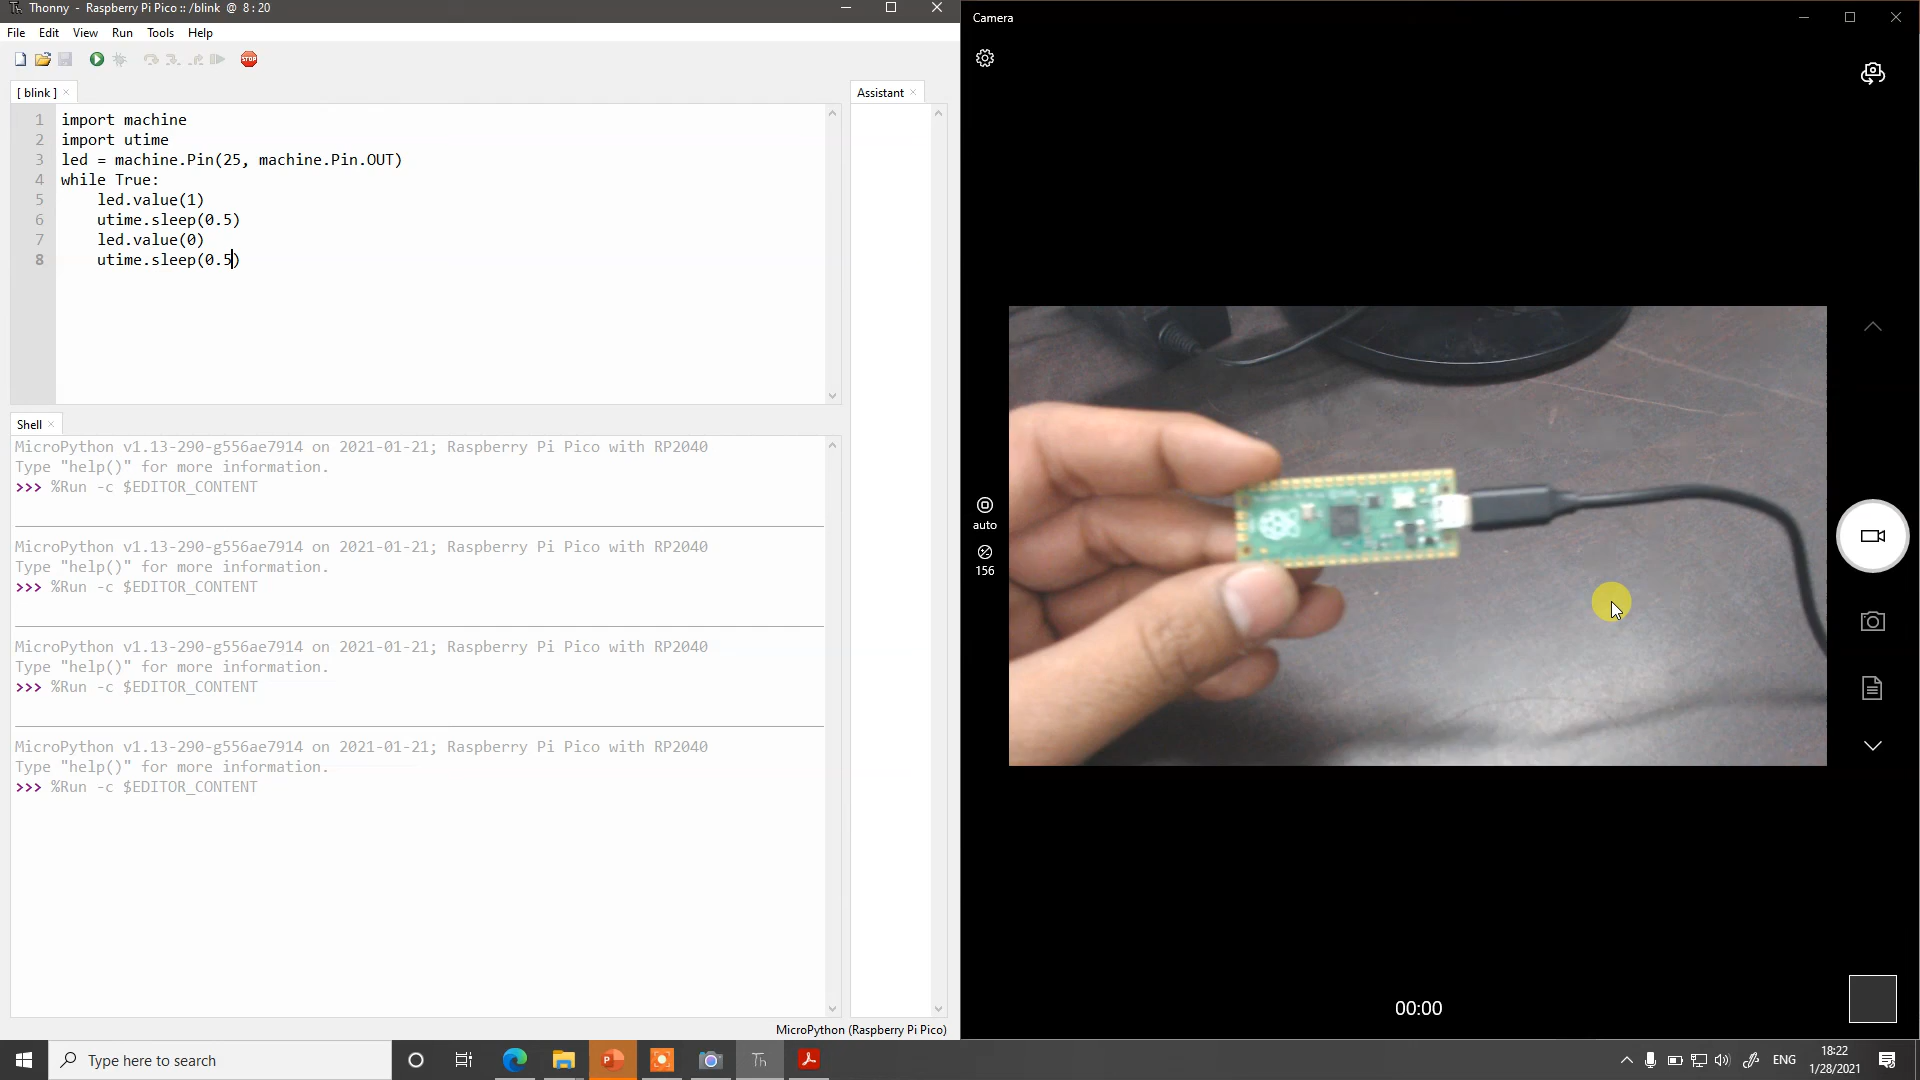 Thonny - Raspberry Pi Pico :: /blink @ 8 : 20
File Edit View Run Tools Help
STOP
[ blink ]
1 import machine
2 import utime
3 led = machine.Pin(25, machine.Pin.OUT)
4 while True:
5 led.value(1)
6 utime.sleep(0.5)
7 led.value(0)
8 utime.sleep(0.5)
Assistant
Shell
MicroPython v1.13-290-g556ae7914 on 2021-01-21; Raspberry Pi Pico with RP2040
Type "help()" for more information.
>>> %Run -c $EDITOR_CONTENT
MicroPython v1.13-290-g556ae7914 on 2021-01-21; Raspberry Pi Pico with RP2040
Type "help()" for more information.
>>> %Run -c $EDITOR_CONTENT
MicroPython v1.13-290-g556ae7914 on 2021-01-21; Raspberry Pi Pico with RP2040
Type "help()" for more information.
>>> %Run -c $EDITOR_CONTENT
MicroPython v1.13-290-g556ae7914 on 2021-01-21; Raspberry Pi Pico with RP2040
Type "help()" for more information.
>>> %Run -c $EDITOR_CONTENT
MicroPython (Raspberry Pi Pico)
Camera
auto
156
00:00
Type here to search
P
Th
ENG
18:22
1/28/2021